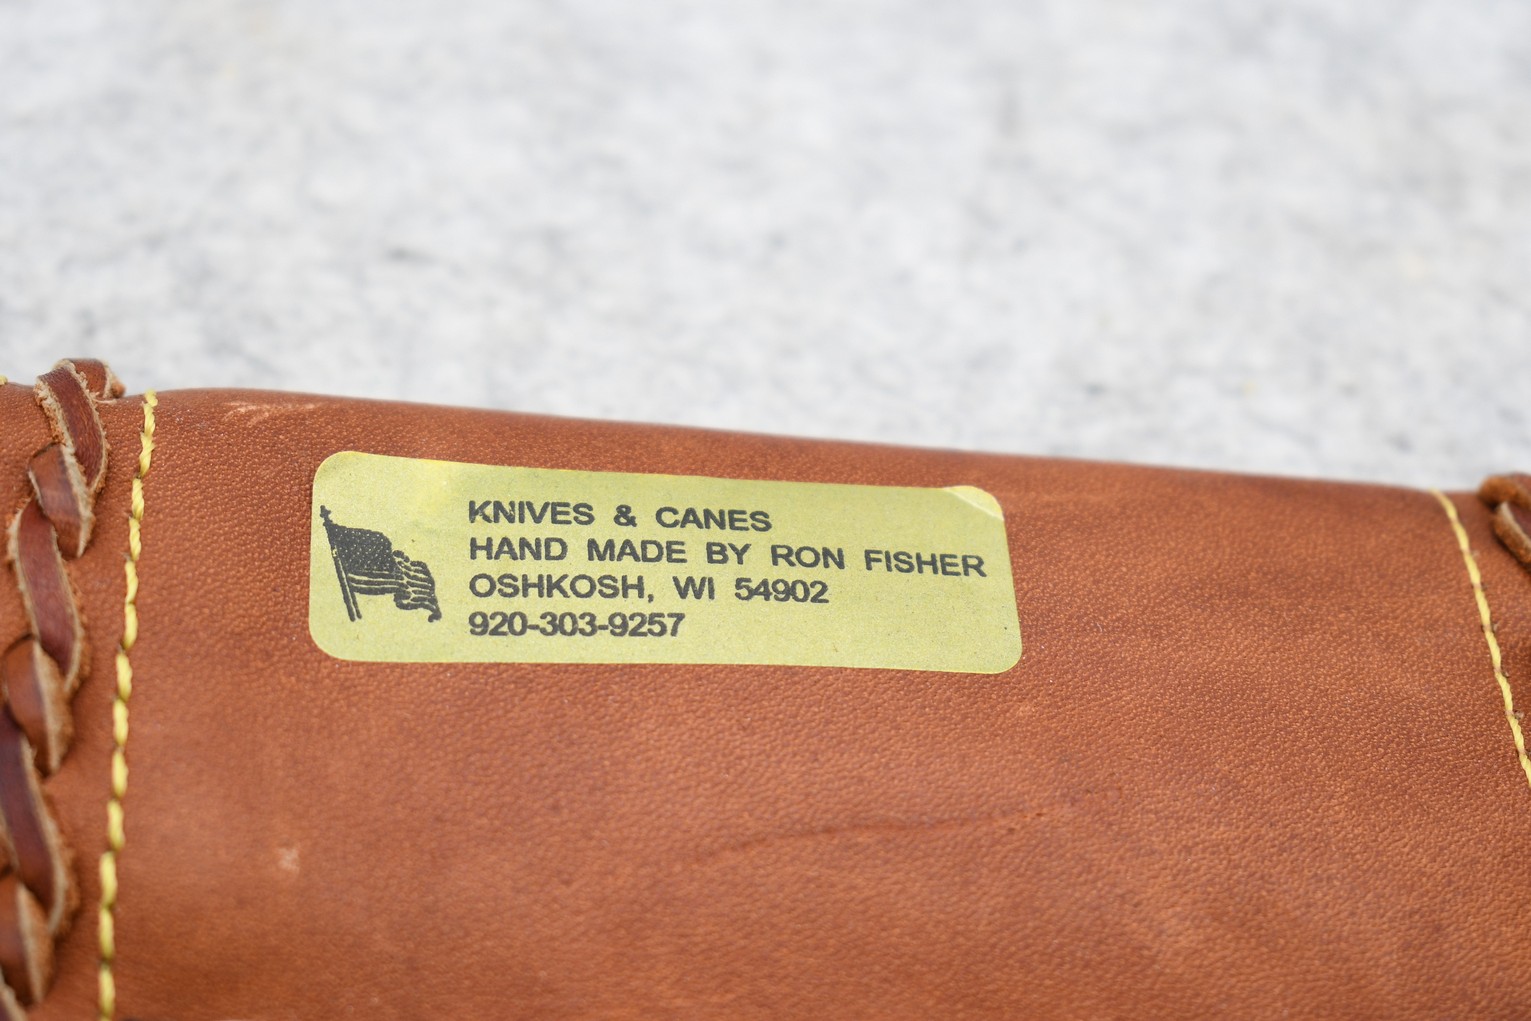 KNIVES & CANES
HAND MADE BY RON FISHER
OSHKOSH, WI 54902
920-303-9257